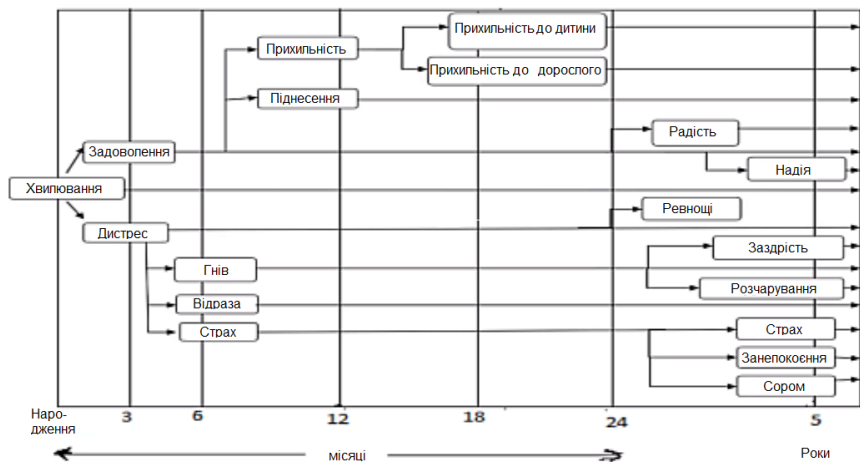 Прихильність до дитини
Прихильність
Прихильність до дорослого
Піднесення
Радість
Задоволення
Надія
Хвилювання
Ревнощі
Дистрес
Заздрість
Гнів
Розчарування
Відраза
Страх
Страх
Занепокоєння
Сором
Наро-
дження
3
6
12
18
24
5
місяці
Роки